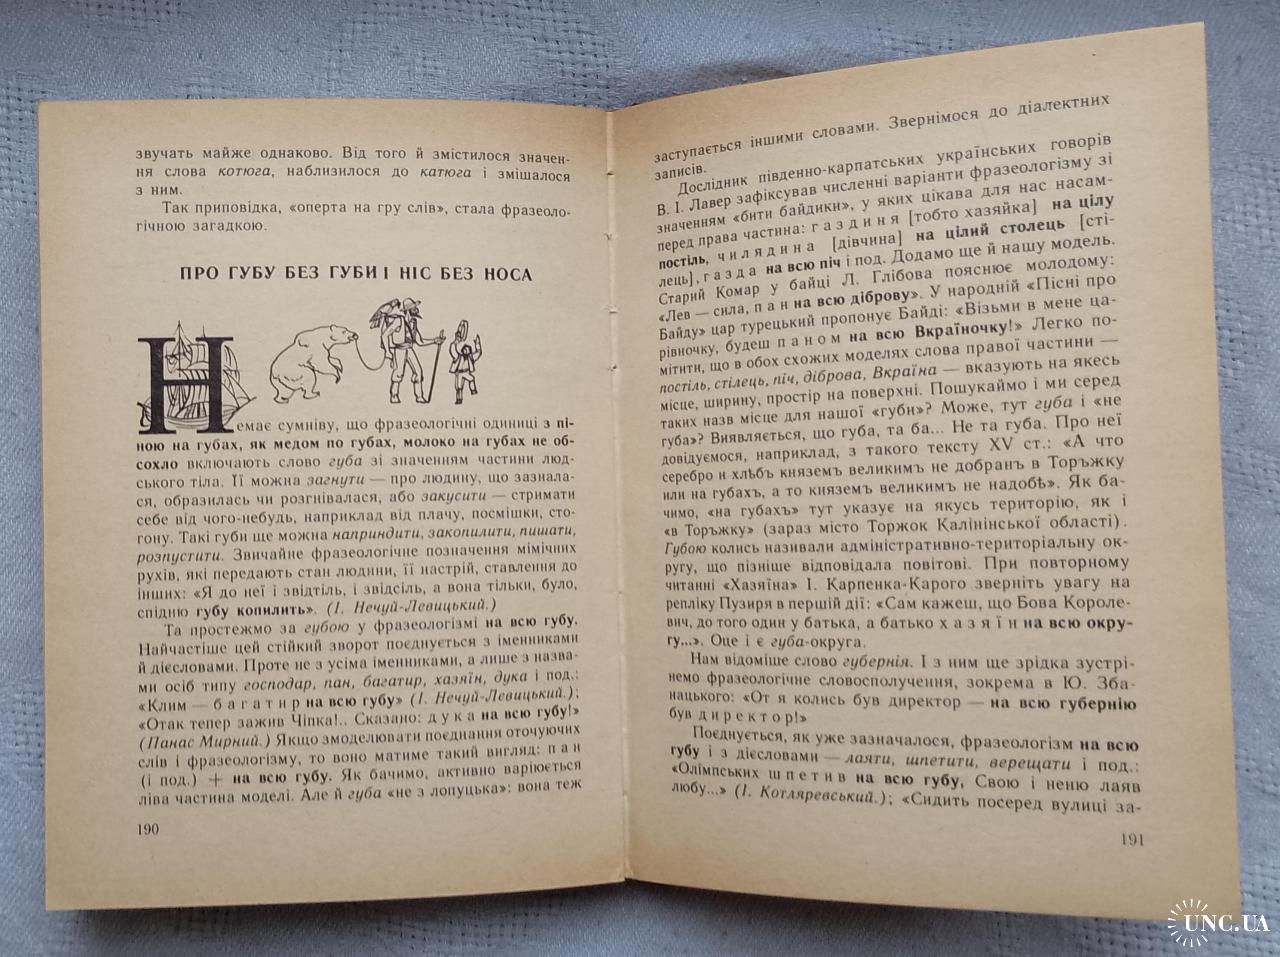 звучать майже однаково. Від того й змістилося значен-
ня слова котюга, наблизилося до катюга і змішалося
з ним.
Так приповідка, «оперта на гру слів», стала фразеоло-
гічною загадкою.
ПРО ГУБУ БЕЗ ГУБИ І НІС БЕЗ НОСА
Немає сумніву, що фразеологічні одиниці з пі-
ною на губах, як медом по губах, молоко на губах не об-
сохло включають слово губа зі значенням частини люд-
ського тіла. Її можна загнути — про людину, що зазнала-
ся, образилась чи розгнівалася, або закусити — стримати
себе від чого-небудь, наприклад від плачу, посмішки, сто-
гону. Такі губи ще можна наприндити, закопилити, пишати,
розпустити. Звичайне фразеологічне позначення мімічних
рухів, які передають стан людини, її настрій, ставлення до
інших: «Я до неї і звідтіль, і звідсіль, а вона тільки, було,
спідню губу копилить». (І. Нечуй-Левицький.)
Та простежмо за губою у фразеологізмі на всю губу.
Найчастіше цей стійкий зворот поєднується з іменниками
й дієсловами. Проте не з усіма іменниками, а лише з назва-
ми осіб типу господар, пан, багатир, хазяїн, дука і под.:
«Клим — багатир на всю губу» (І. Нечуй-Левицький.);
«Отак тепер зажив Чіпка!.. Сказано: дука на всю губу!»
(Панас Мирний.) Якщо змоделювати поєднання оточуючих
слів і фразеологізму, то воно матиме такий вигляд: пан
(і под.) + на всю губу. Як бачимо, активно варіюється
ліва частина моделі. Але й губа «не з лопуцька»: вона теж
190
заступається іншими словами. Звернімося до діалектних
записів.
Дослідник південно-карпатських українських говорів
В. І. Лавер зафіксував численні варіанти фразеологізму зі
значенням «бити байдики», у яких цікава для нас насам-
перед права частина: газдиня [тобто хазяйка] на цілу
постіль, чилядина [дівчина] на цілий столець [сті-
лець], газда на всю піч і под. Додамо ще й нашу модель.
Старий Комар у байці Л. Глібова пояснює молодому:
«Лев — сила, пан на всю діброву». У народній «Пісні про
Байду» цар турецький пропонує Байді: «Візьми в мене ца-
рівночку, будеш паном на всю Вкраїночку!» Легко по-
мітити, що в обох схожих моделях слова правої частини —
постіль, стілець, піч, діброва, Вкраїна — вказують на якесь
місце, ширину, простір на поверхні. Пошукаймо і ми серед
таких назв місце для нашої «губи»? Може, тут губа і «не
губа»? Виявляється, що губа, та ба... Не та губа. Про неї
довідуємося, наприклад, з такого тексту XV ст.: «А что
серебро и хлѣбъ княземъ великимъ не добранъ в Торъжку
или на губахъ, а то княземъ великимъ не надобѣ». Як ба-
чимо, «на губахъ» тут указує на якусь територію, як і
«в Торъжку» (зараз місто Торжок Калінінської області).
Губою колись називали адміністративно-територіальну ок-
ругу, що пізніше відповідала повітові. При повторному
читанні «Хазяїна» І. Карпенка-Карого зверніть увагу на
репліку Пузиря в першій дії: «Сам кажеш, що Бова Короле-
вич, до того один у батька, а батько хазяїн на всю окру-
гу...». Оце і є губа-округа.
Нам відоміше слово губернія. І з ним ще зрідка зустрі-
немо фразеологічне словосполучення, зокрема в Ю. Зба-
нацького: «От я колись був директор — на всю губернію
був директор!»
Поєднується, як уже зазначалося, фразеологізм на всю
губу і з дієсловами — лаяти, шпетити, верещати і под.:
«Олімпських шпетив на всю губу, Свою і неню лаяв
любу...» (І. Котляревський.); «Сидить посеред вулиці за-
191
UNC.UA